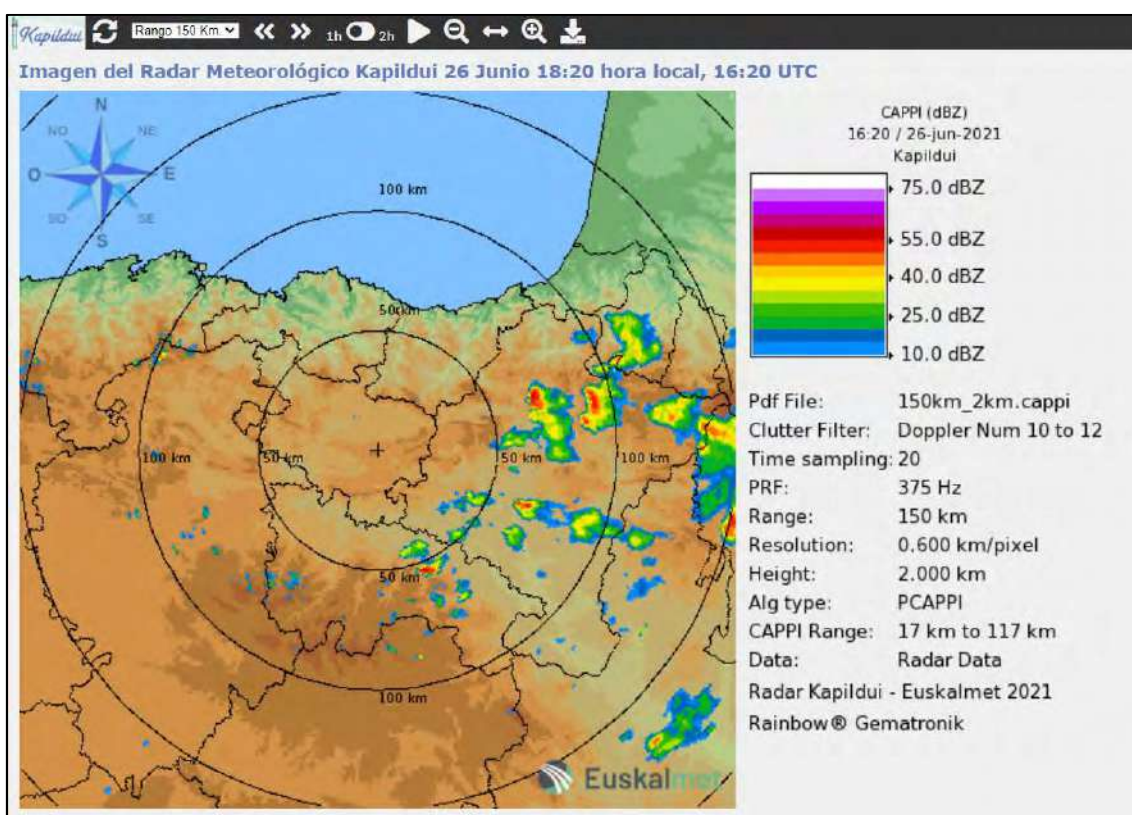 Kapildui Rango 150 Km. 1h 2h
Imagen del Radar Meteorológico Kapildui 26 Junio 18:20 hora local, 16:20 UTC
N
NO NE
O E
SO SE
S
100 km
50 km
100 km 50 km 50 km 100 km
50 km
100 km
Euskalmet
CAPPI (dBZ)
16:20 / 26-jun-2021
Kapildui
75.0 dBZ
55.0 dBZ
40.0 dBZ
25.0 dBZ
10.0 dBZ
Pdf File: 150km_2km.cappi
Clutter Filter: Doppler Num 10 to 12
Time sampling: 20
PRF: 375 Hz
Range: 150 km
Resolution: 0.600 km/pixel
Height: 2.000 km
Alg type: PCAPPI
CAPPI Range: 17 km to 117 km
Data: Radar Data
Radar Kapildui - Euskalmet 2021
Rainbow® Gematronik